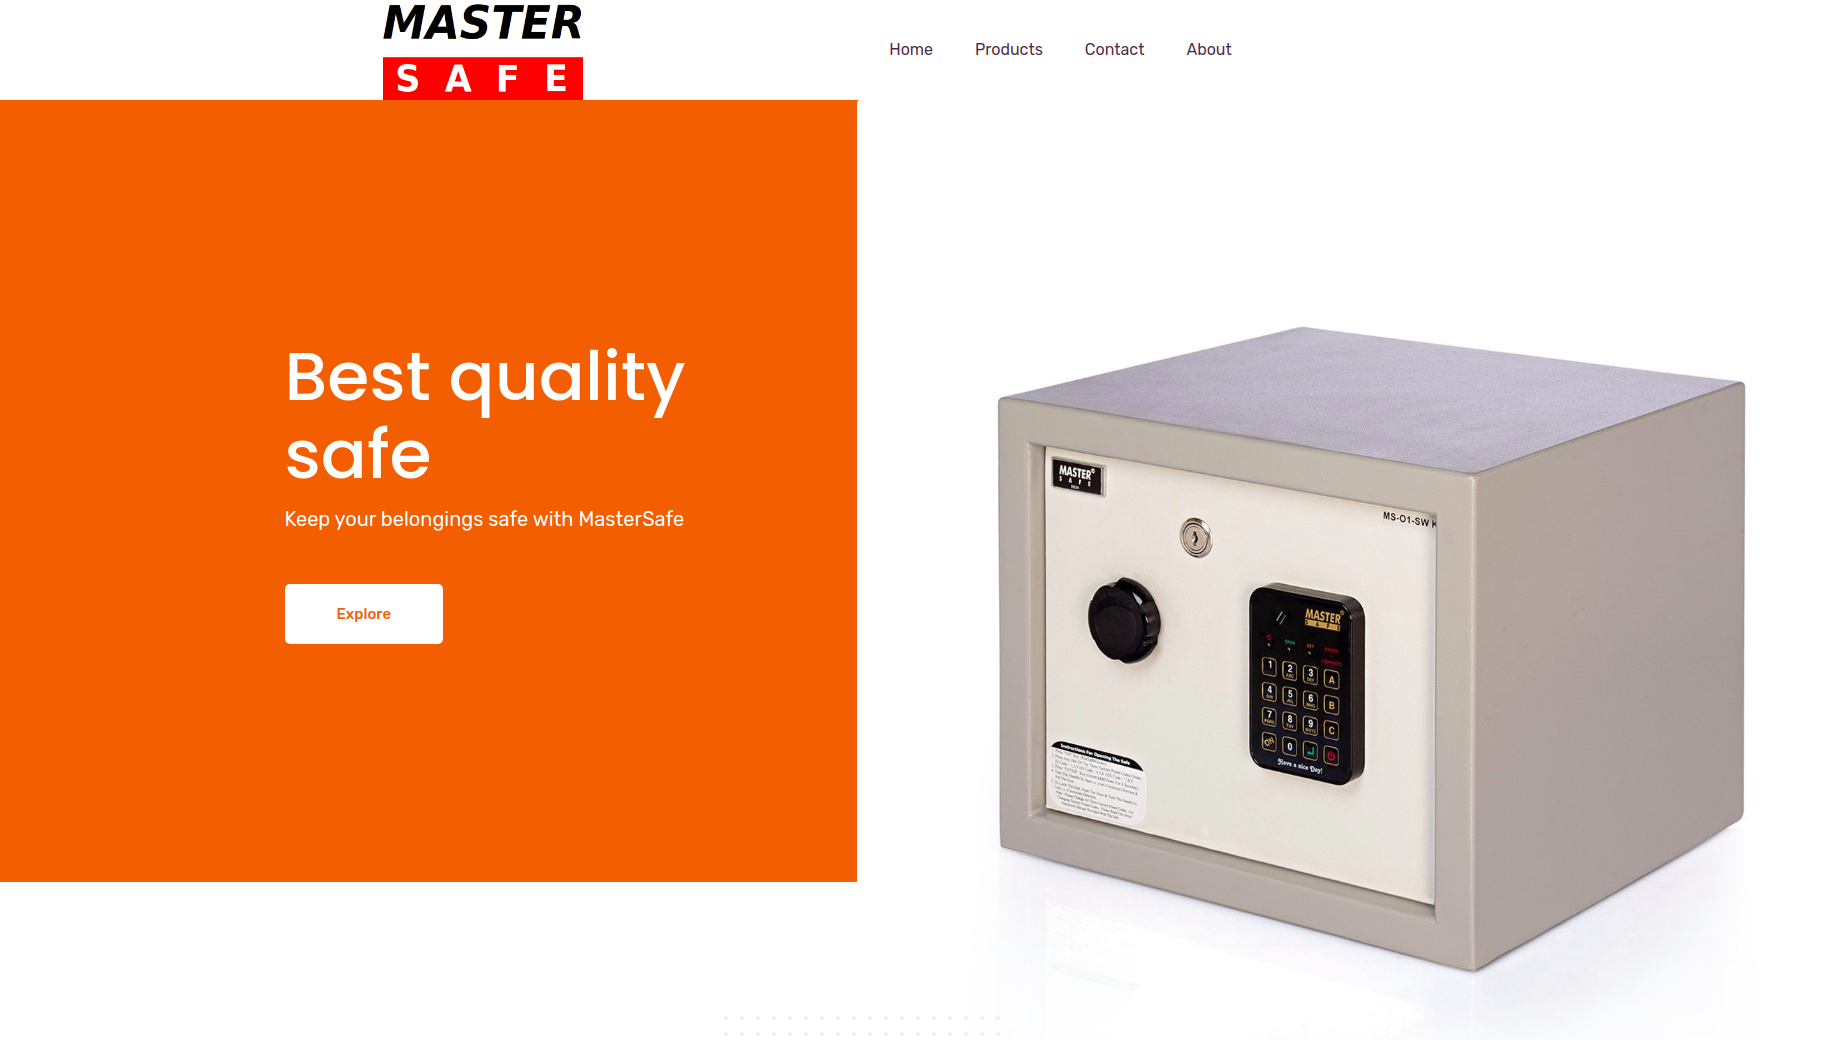 MASTER
SAFE
Home Products Contact About
Best quality
safe
Keep your belongings safe with MasterSafe
Explore
MASTER®
SAFE
MS-01-SW K
MASTER®
SAFE
OPEN SET
1 2 3 A
4 5 6 B
7 8 9 C
ON 0
Have a nice Day!
Instructions For Opening The Safe